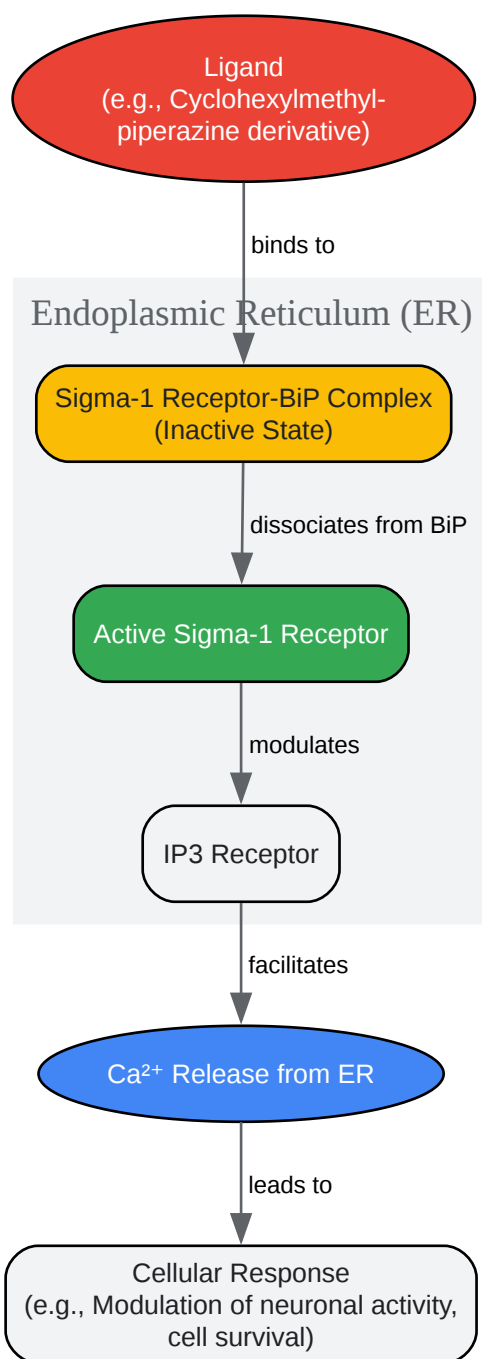 Ligand
(e.g., Cyclohexylmethyl-
piperazine derivative)
binds to
Endoplasmic Reticulum (ER)
Sigma-1 Receptor-BiP Complex
(Inactive State)
dissociates from BiP
Active Sigma-1 Receptor
modulates
IP3 Receptor
facilitates
Ca²⁺ Release from ER
leads to
Cellular Response
(e.g., Modulation of neuronal activity,
cell survival)